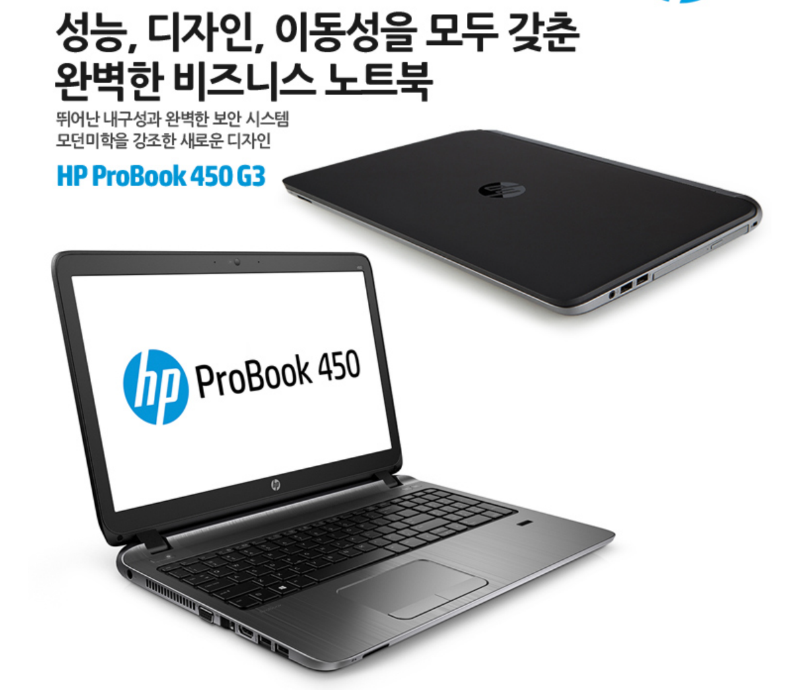 성능, 디자인, 이동성을 모두 갖춘
완벽한 비즈니스 노트북
뛰어난 내구성과 완벽한 보안 시스템
모던미학을 강조한 새로운 디자인
HP ProBook 450 G3
hp
hp ProBook 450
hp